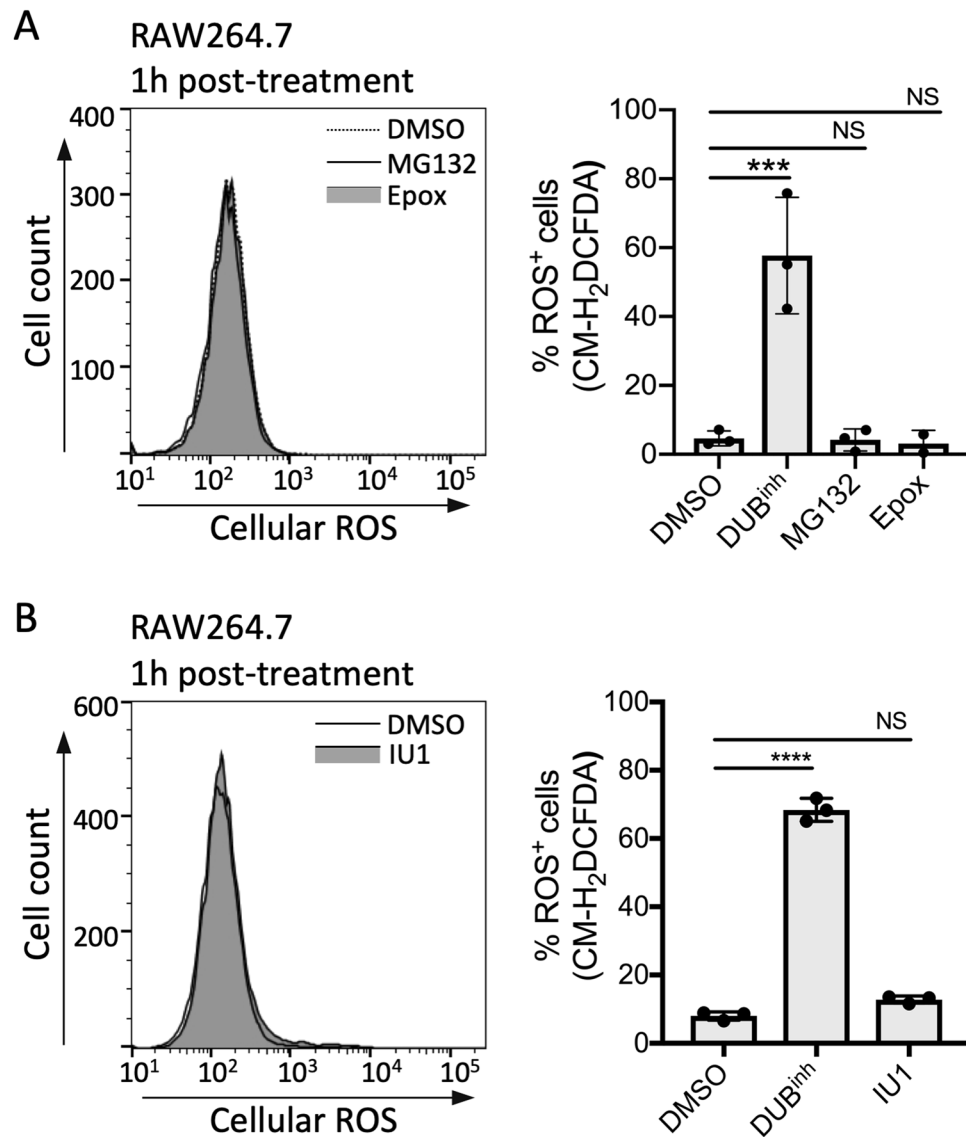 A
RAW264.7
1h post-treatment
400
300
200
100
Cell count
DMSO
MG132
Epox
10¹ 10² 10³ 10⁴ 10⁵
Cellular ROS
100
80
60
40
20
0
% ROS⁺ cells
(CM-H₂DCFDA)
NS
NS
***
DMSO
DUBⁱⁿʰ
MG132
Epox
B
RAW264.7
1h post-treatment
600
400
200
Cell count
DMSO
IU1
10¹ 10² 10³ 10⁴ 10⁵
Cellular ROS
100
80
60
40
20
0
% ROS⁺ cells
(CM-H₂DCFDA)
NS
****
DMSO
DUBⁱⁿʰ
IU1